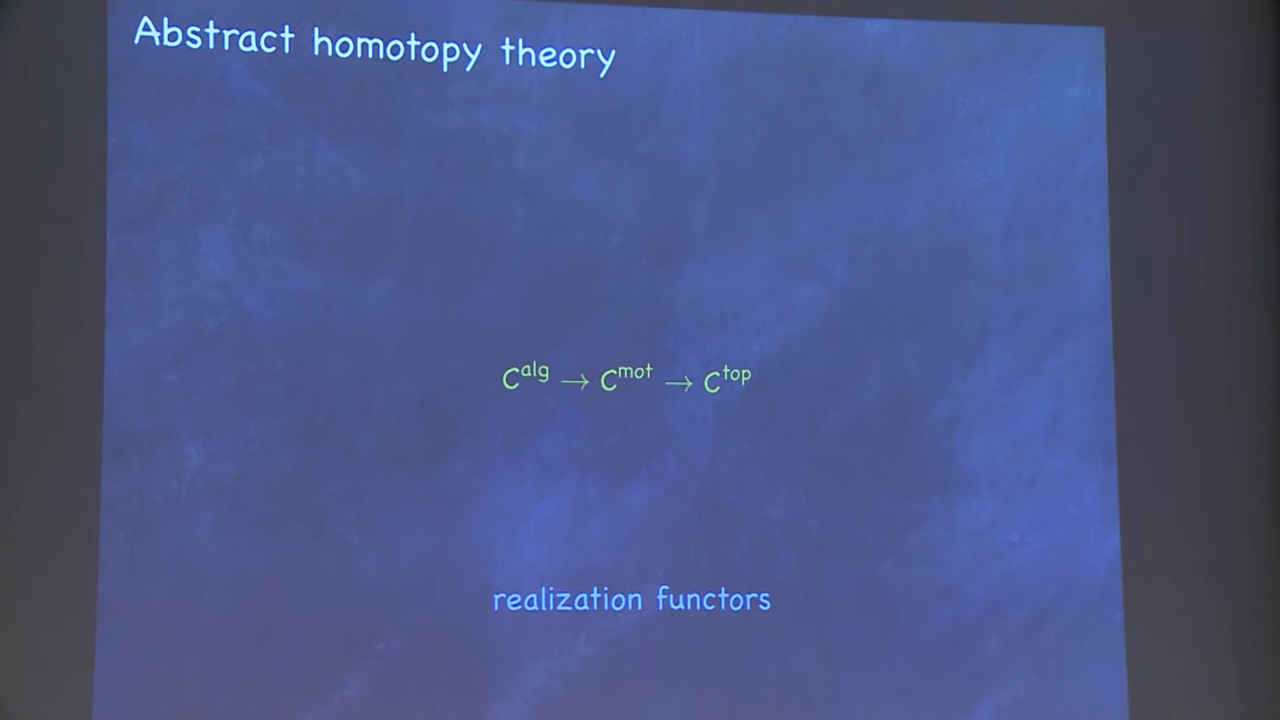 Abstract homotopy theory
C^alg → C^mot → C^top
realization functors